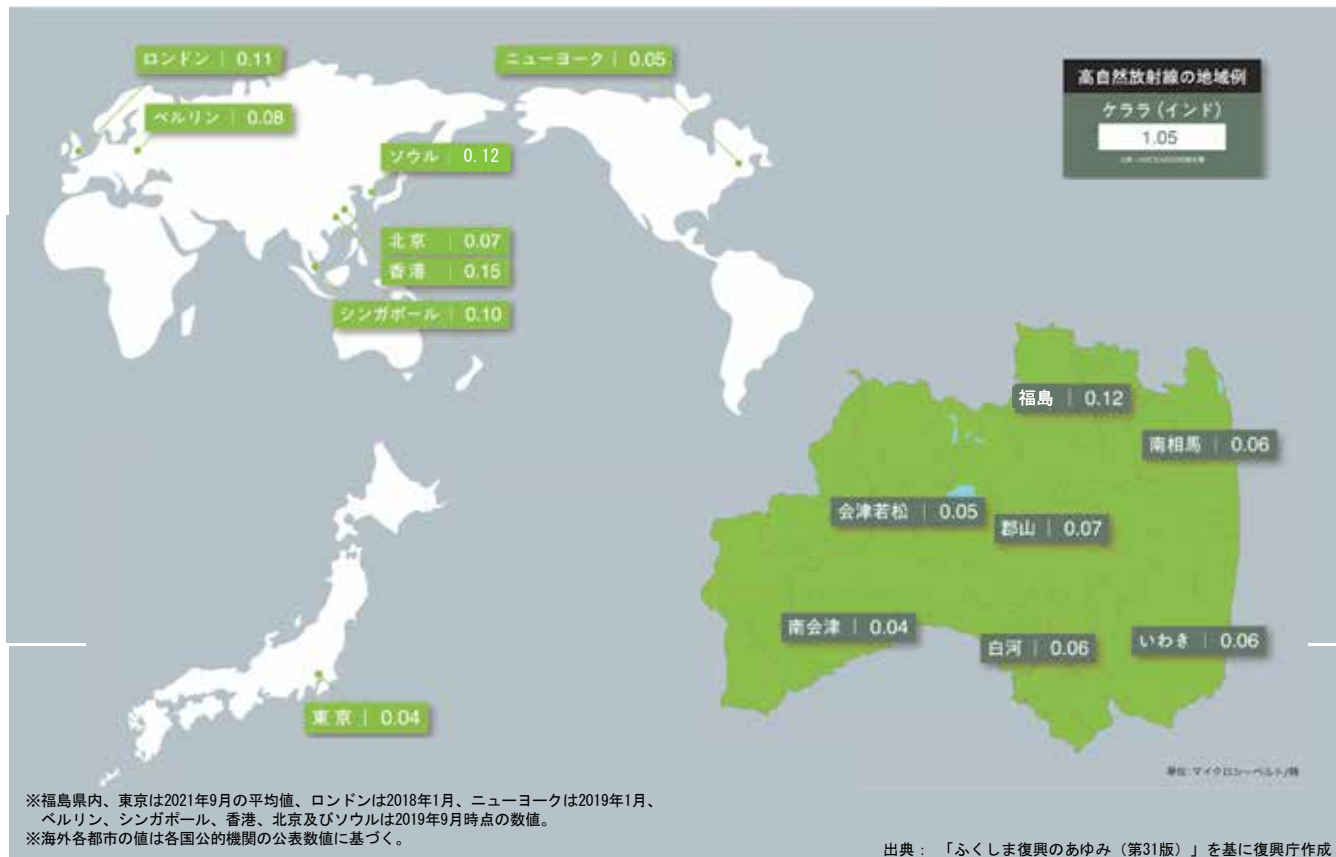 ロンドン | 0.11
ニューヨーク | 0.05
高自然放射線の地域例
ケララ(インド)
1.05
ベルリン | 0.08
ソウル | 0.12
北京 | 0.07
香港 | 0.15
シンガポール | 0.10
福島 | 0.12
南相馬 | 0.06
会津若松 | 0.05
郡山 | 0.07
南会津 | 0.04
白河 | 0.06
いわき | 0.06
東京 | 0.04
単位:マイクロシーベルト/時
※福島県内、東京は2021年9月の平均値、ロンドンは2018年1月、ニューヨークは2019年1月、
ベルリン、シンガポール、香港、北京及びソウルは2019年9月時点の数値。
※海外各都市の値は各国公的機関の公表数値に基づく。
出典: 「ふくしま復興のあゆみ(第31版)」を基に復興庁作成